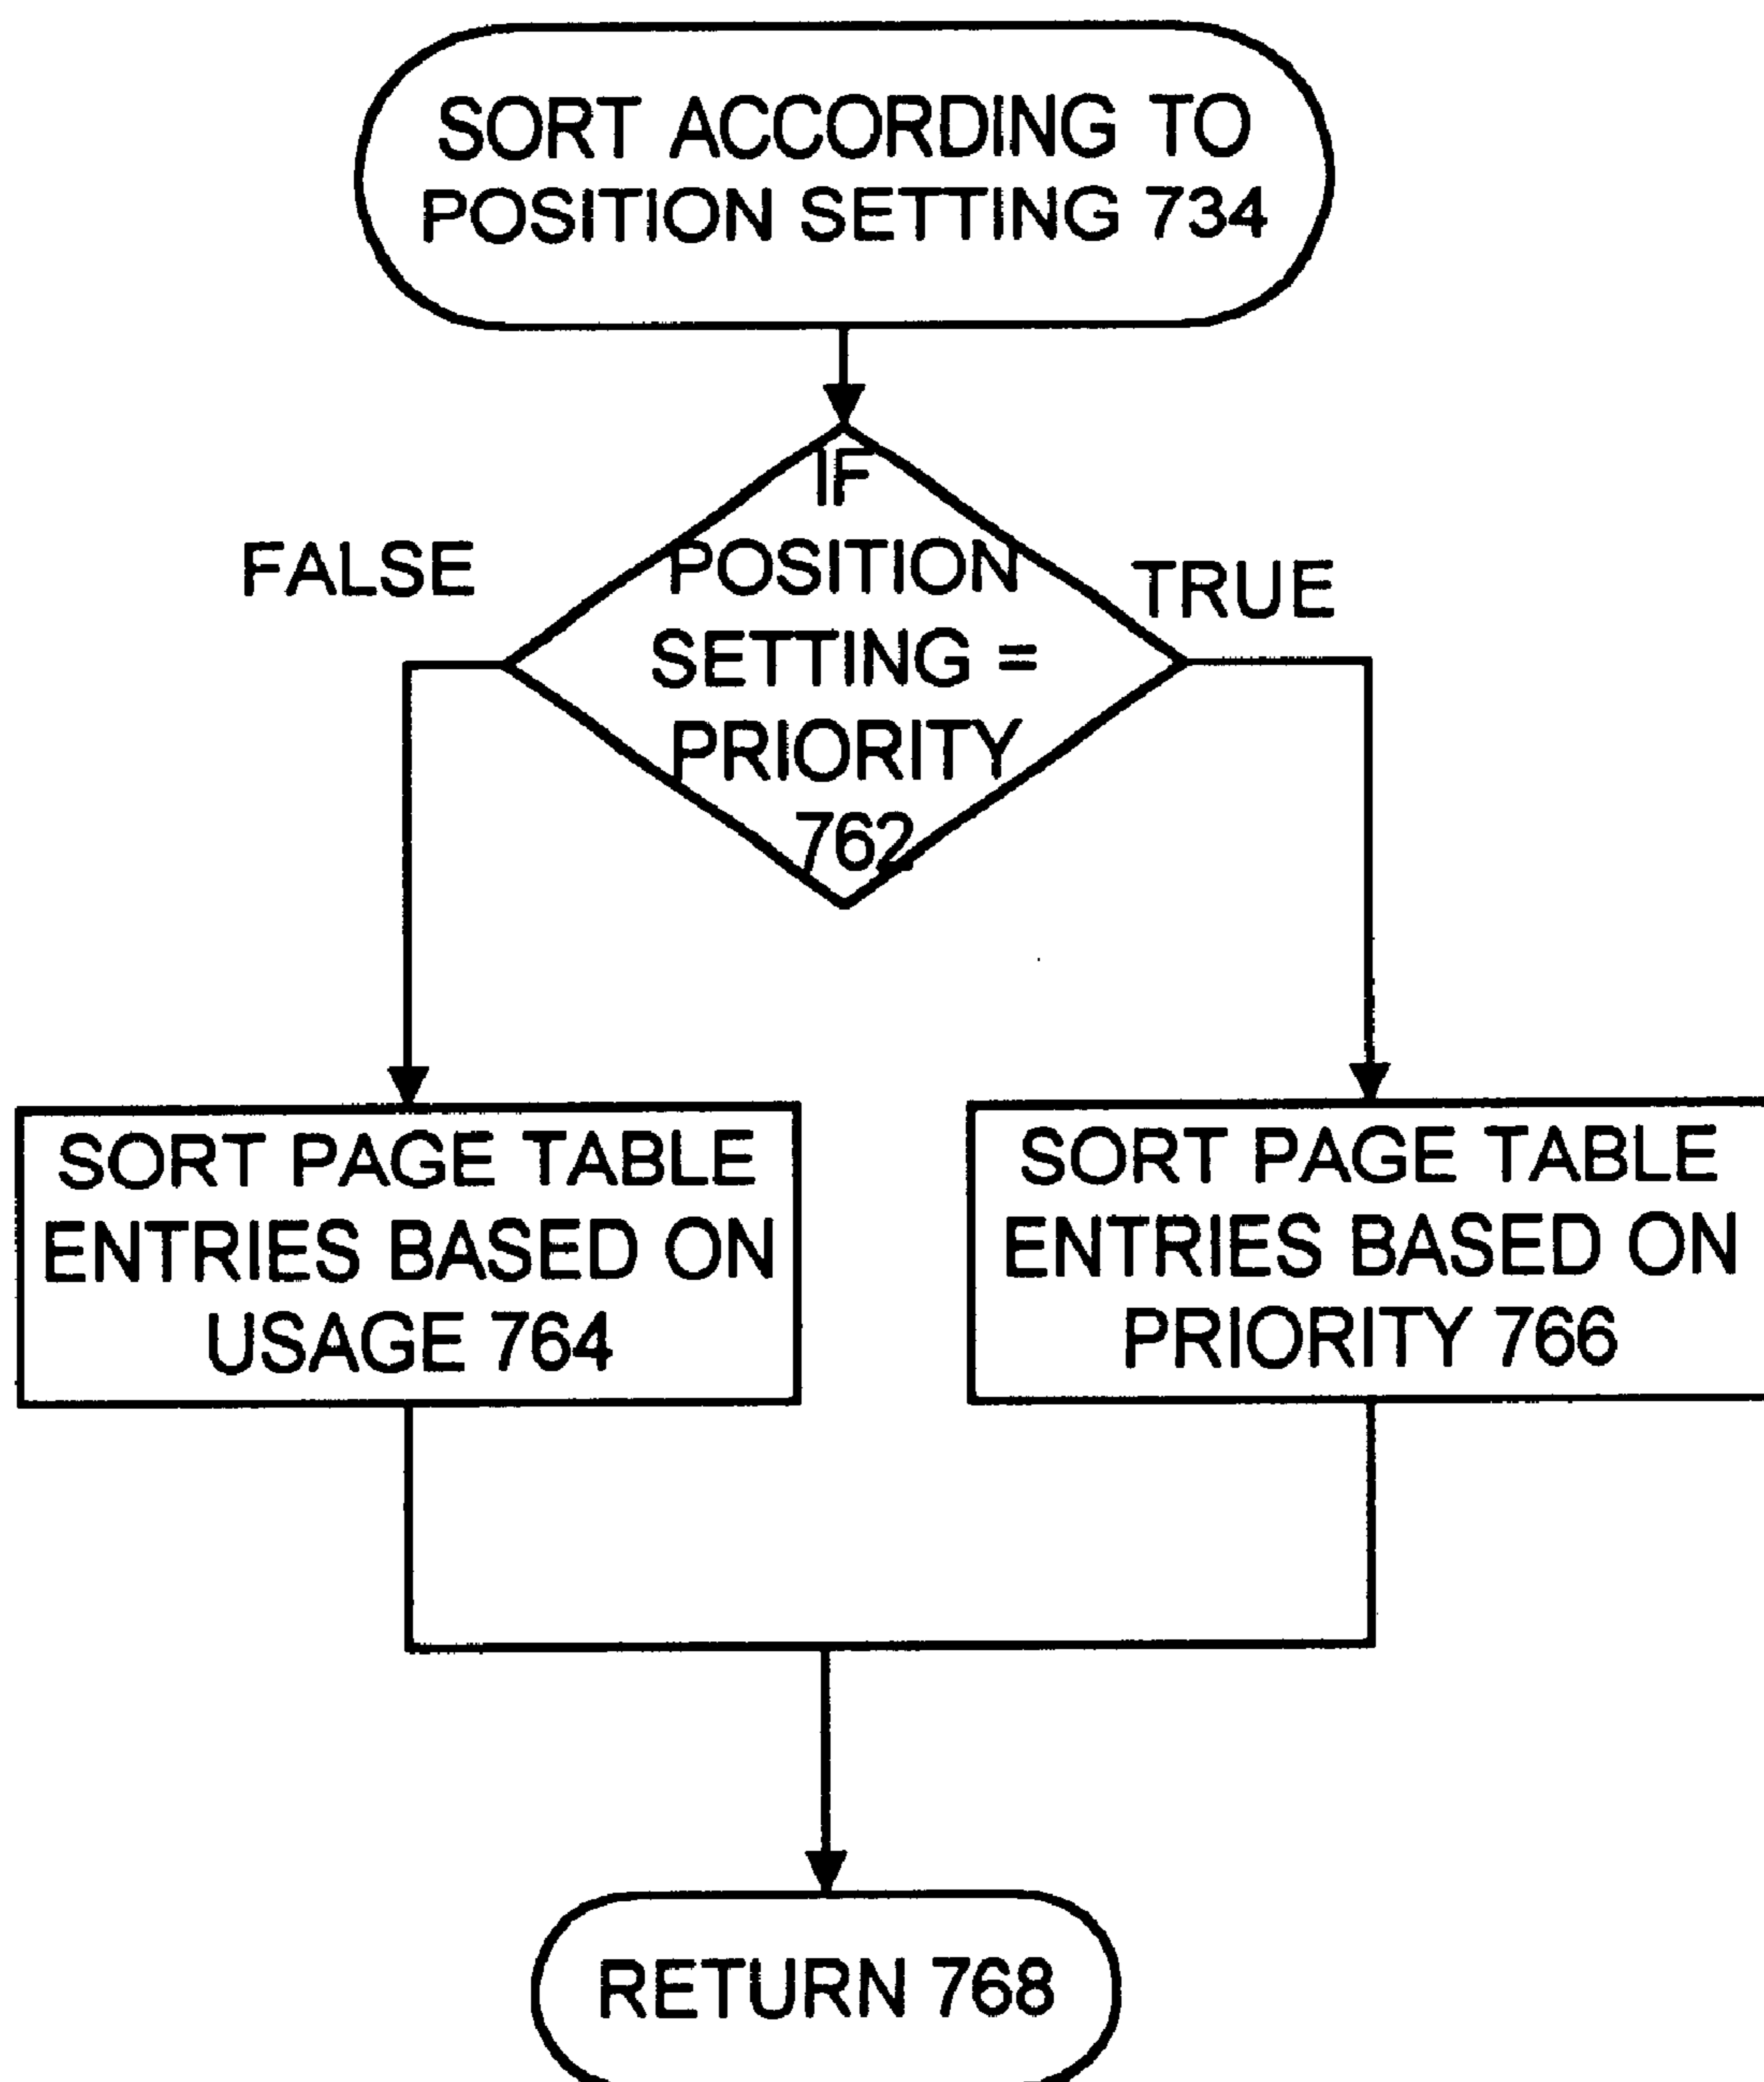 SORT ACCORDING TO
POSITION SETTING 734
IF
POSITION
SETTING =
PRIORITY
762
FALSE
TRUE
SORT PAGE TABLE
ENTRIES BASED ON
USAGE 764
SORT PAGE TABLE
ENTRIES BASED ON
PRIORITY 766
RETURN 768